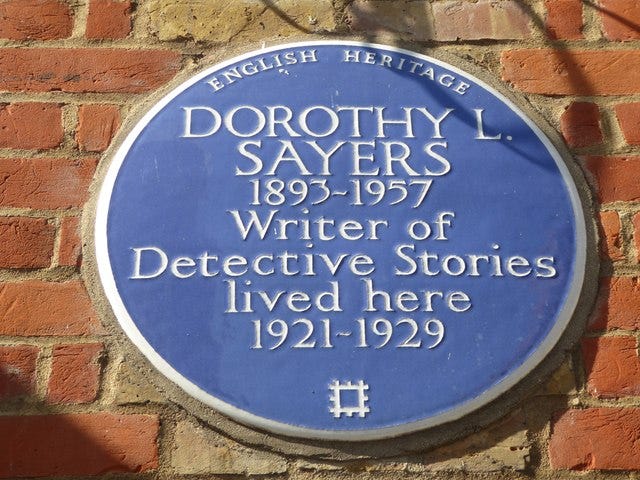 ENGLISH HERITAGE
DOROTHY L.
SAYERS
1893-1957
Writer of
Detective Stories
lived here
1921-1929